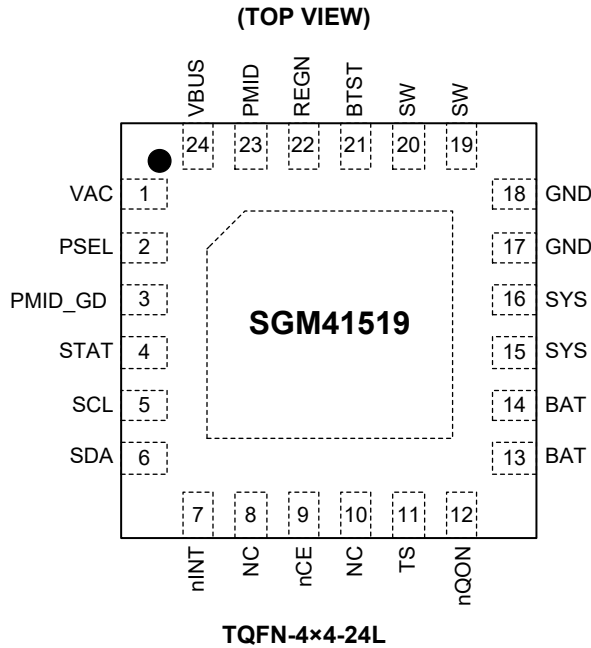 (TOP VIEW)
VBUS PMID REGN BTST SW SW
24 23 22 21 20 19
VAC 1 18 GND
PSEL 2 17 GND
PMID_GD 3 16 SYS
SGM41519
STAT 4 15 SYS
SCL 5 14 BAT
SDA 6 13 BAT
7 8 9 10 11 12
nINT NC nCE NC TS nQON
TQFN-4×4-24L